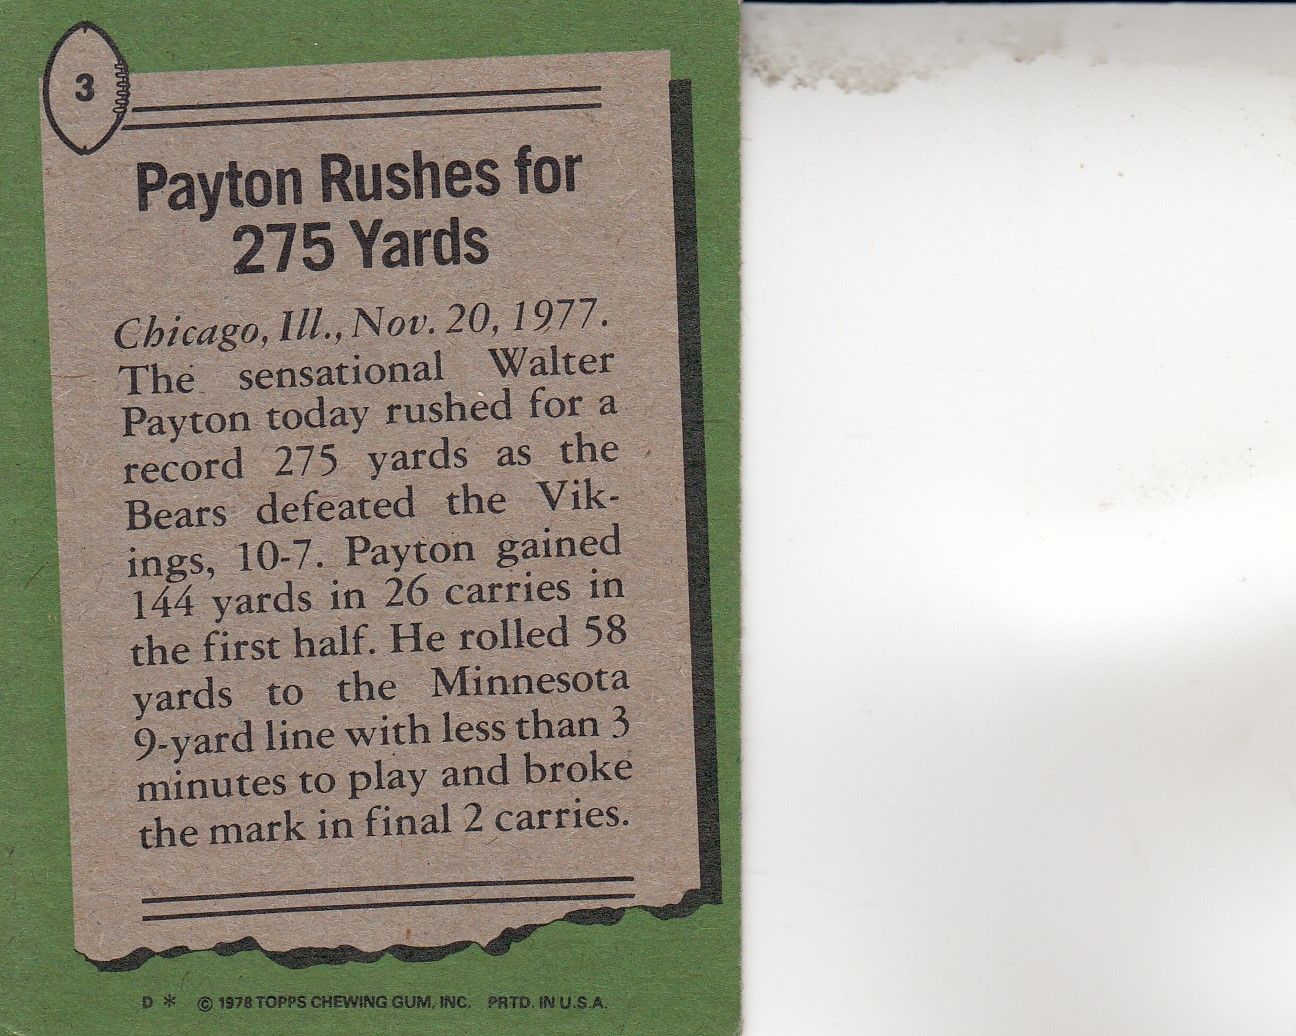 3
Payton Rushes for
275 Yards
Chicago, Ill., Nov. 20, 1977.
The sensational Walter
Payton today rushed for a
record 275 yards as the
Bears defeated the Vik-
ings, 10-7. Payton gained
144 yards in 26 carries in
the first half. He rolled 58
yards to the Minnesota
9-yard line with less than 3
minutes to play and broke
the mark in final 2 carries.
D * © 1978 TOPPS CHEWING GUM, INC. PRTD. IN U.S.A.